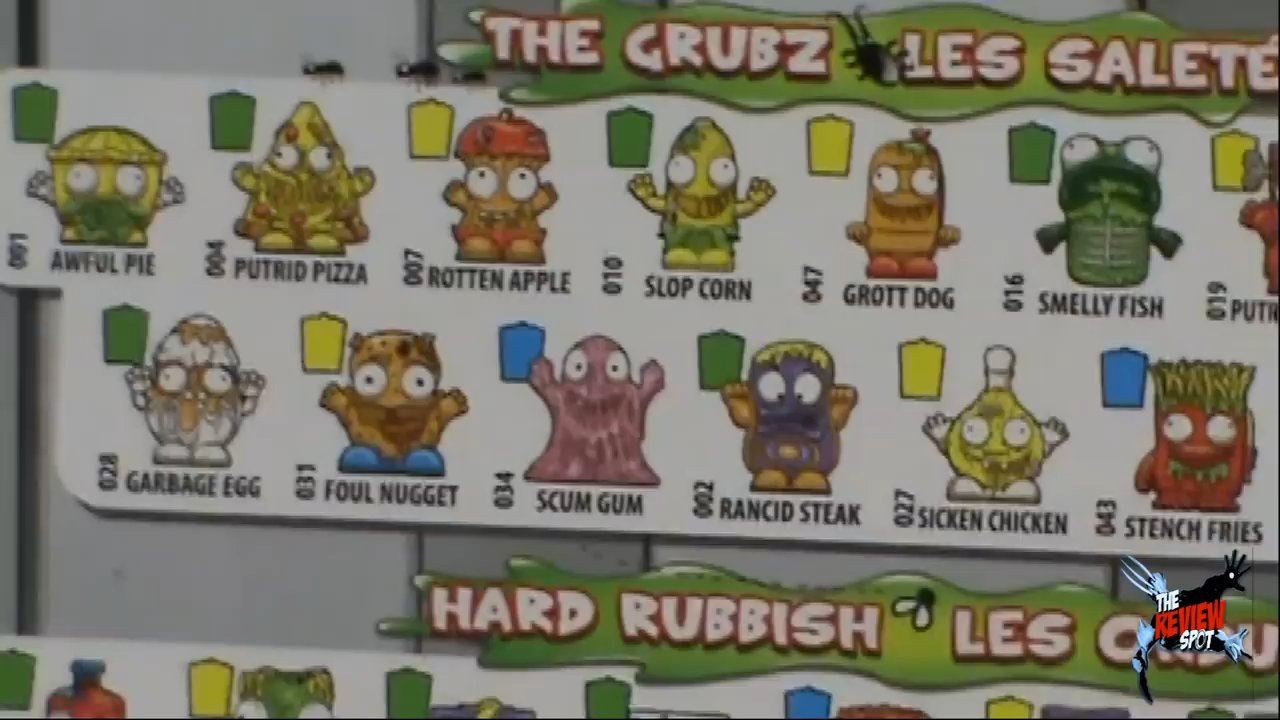 THE GRUBZ LES SALETÉ
001 AWFUL PIE
004 PUTRID PIZZA
007 ROTTEN APPLE
010 SLOP CORN
047 GROTT DOG
016 SMELLY FISH
019 PUTR
028 GARBAGE EGG
031 FOUL NUGGET
034 SCUM GUM
002 RANCID STEAK
027 SICKEN CHICKEN
043 STENCH FRIES
HARD RUBBISH LES ORDU
THE
REVIEW
SPOT